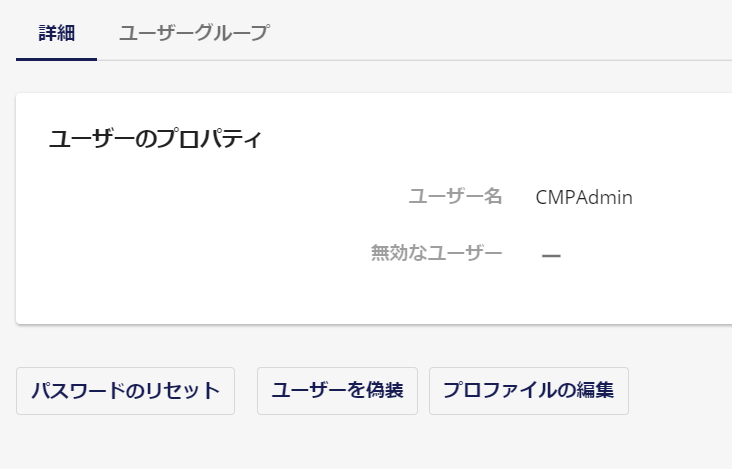 詳細 ユーザーグループ
ユーザーのプロパティ
ユーザー名 CMPAdmin
無効なユーザー —
パスワードのリセット ユーザーを偽装 プロファイルの編集